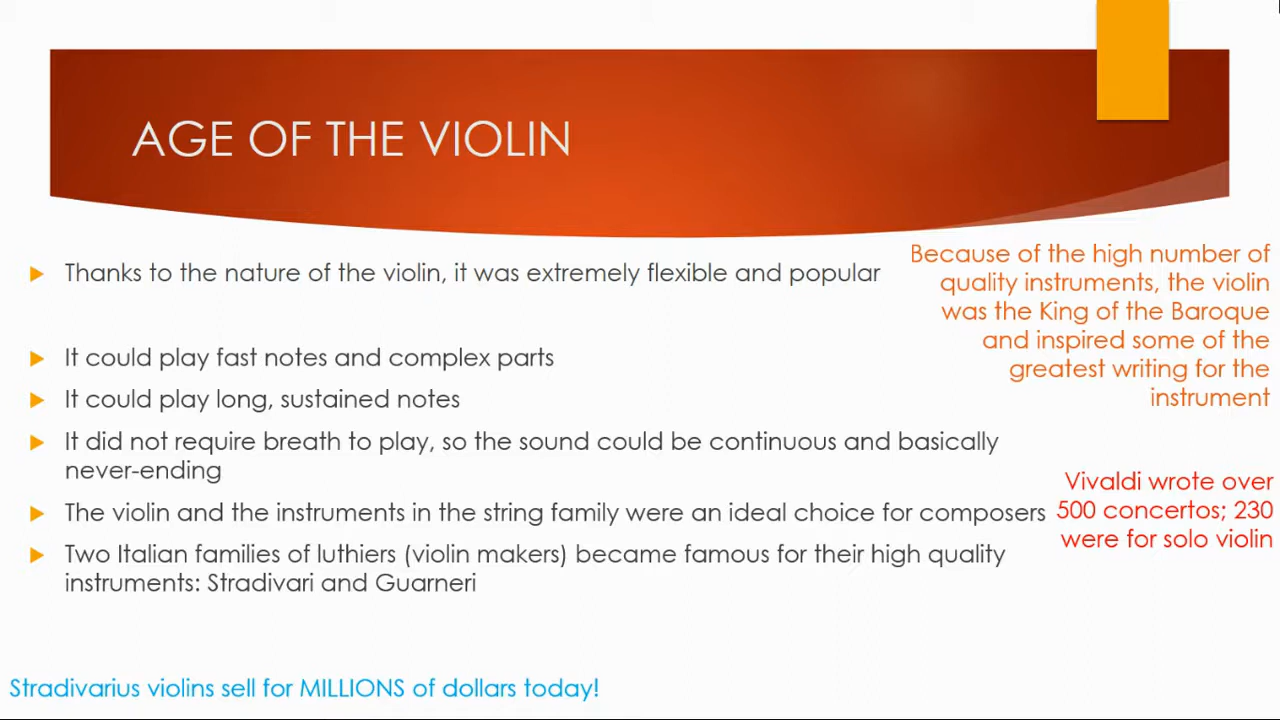 AGE OF THE VIOLIN
Thanks to the nature of the violin, it was extremely flexible and popular
It could play fast notes and complex parts
It could play long, sustained notes
It did not require breath to play, so the sound could be continuous and basically
never-ending
The violin and the instruments in the string family were an ideal choice for composers
Two Italian families of luthiers (violin makers) became famous for their high quality
instruments: Stradivari and Guarneri
Because of the high number of
quality instruments, the violin
was the King of the Baroque
and inspired some of the
greatest writing for the
instrument
Vivaldi wrote over
500 concertos; 230
were for solo violin
Stradivarius violins sell for MILLIONS of dollars today!